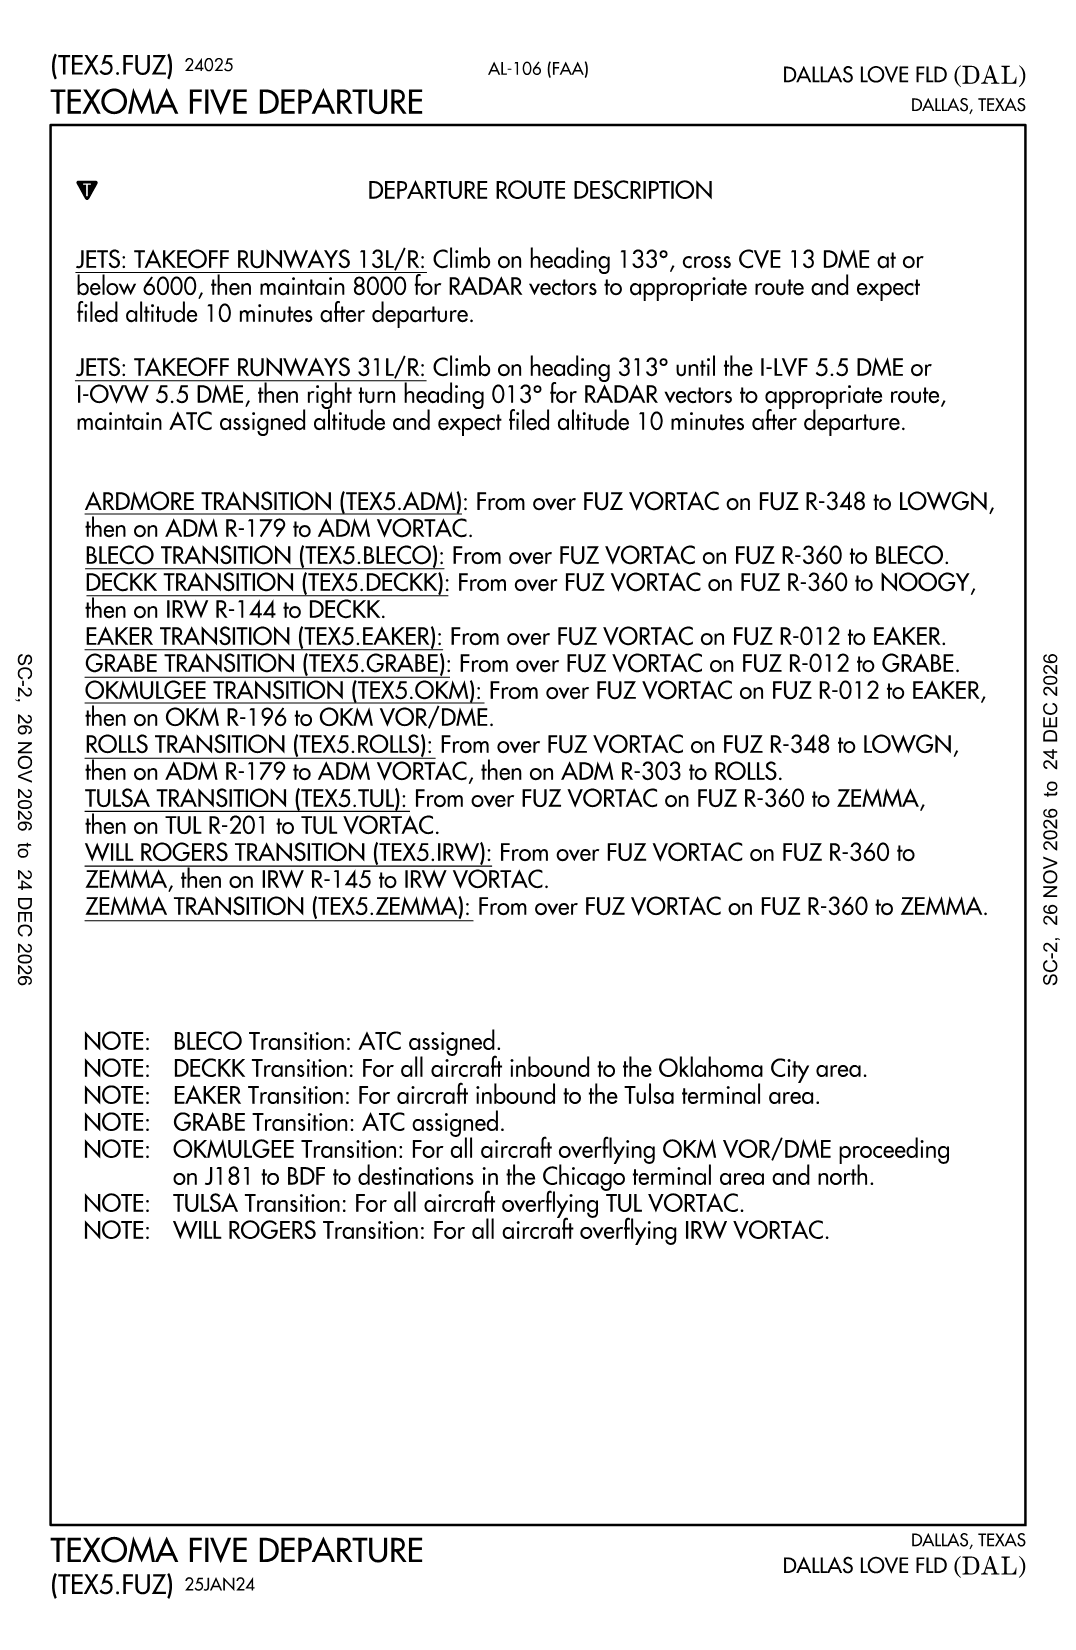 (TEX5.FUZ) 24025
AL-106 (FAA)
DALLAS LOVE FLD (DAL)
TEXOMA FIVE DEPARTURE
DALLAS, TEXAS
T
DEPARTURE ROUTE DESCRIPTION
JETS: TAKEOFF RUNWAYS 13L/R: Climb on heading 133°, cross CVE 13 DME at or
below 6000, then maintain 8000 for RADAR vectors to appropriate route and expect
filed altitude 10 minutes after departure.
JETS: TAKEOFF RUNWAYS 31L/R: Climb on heading 313° until the I-LVF 5.5 DME or
I-OVW 5.5 DME, then right turn heading 013° for RADAR vectors to appropriate route,
maintain ATC assigned altitude and expect filed altitude 10 minutes after departure.
ARDMORE TRANSITION (TEX5.ADM): From over FUZ VORTAC on FUZ R-348 to LOWGN,
then on ADM R-179 to ADM VORTAC.
BLECO TRANSITION (TEX5.BLECO): From over FUZ VORTAC on FUZ R-360 to BLECO.
DECKK TRANSITION (TEX5.DECKK): From over FUZ VORTAC on FUZ R-360 to NOOGY,
then on IRW R-144 to DECKK.
EAKER TRANSITION (TEX5.EAKER): From over FUZ VORTAC on FUZ R-012 to EAKER.
GRABE TRANSITION (TEX5.GRABE): From over FUZ VORTAC on FUZ R-012 to GRABE.
OKMULGEE TRANSITION (TEX5.OKM): From over FUZ VORTAC on FUZ R-012 to EAKER,
then on OKM R-196 to OKM VOR/DME.
ROLLS TRANSITION (TEX5.ROLLS): From over FUZ VORTAC on FUZ R-348 to LOWGN,
then on ADM R-179 to ADM VORTAC, then on ADM R-303 to ROLLS.
TULSA TRANSITION (TEX5.TUL): From over FUZ VORTAC on FUZ R-360 to ZEMMA,
then on TUL R-201 to TUL VORTAC.
WILL ROGERS TRANSITION (TEX5.IRW): From over FUZ VORTAC on FUZ R-360 to
ZEMMA, then on IRW R-145 to IRW VORTAC.
ZEMMA TRANSITION (TEX5.ZEMMA): From over FUZ VORTAC on FUZ R-360 to ZEMMA.
SC-2, 26 NOV 2026 to 24 DEC 2026
SC-2, 26 NOV 2026 to 24 DEC 2026
NOTE: BLECO Transition: ATC assigned.
NOTE: DECKK Transition: For all aircraft inbound to the Oklahoma City area.
NOTE: EAKER Transition: For aircraft inbound to the Tulsa terminal area.
NOTE: GRABE Transition: ATC assigned.
NOTE: OKMULGEE Transition: For all aircraft overflying OKM VOR/DME proceeding
on J181 to BDF to destinations in the Chicago terminal area and north.
NOTE: TULSA Transition: For all aircraft overflying TUL VORTAC.
NOTE: WILL ROGERS Transition: For all aircraft overflying IRW VORTAC.
TEXOMA FIVE DEPARTURE
DALLAS, TEXAS
DALLAS LOVE FLD (DAL)
(TEX5.FUZ) 25JAN24